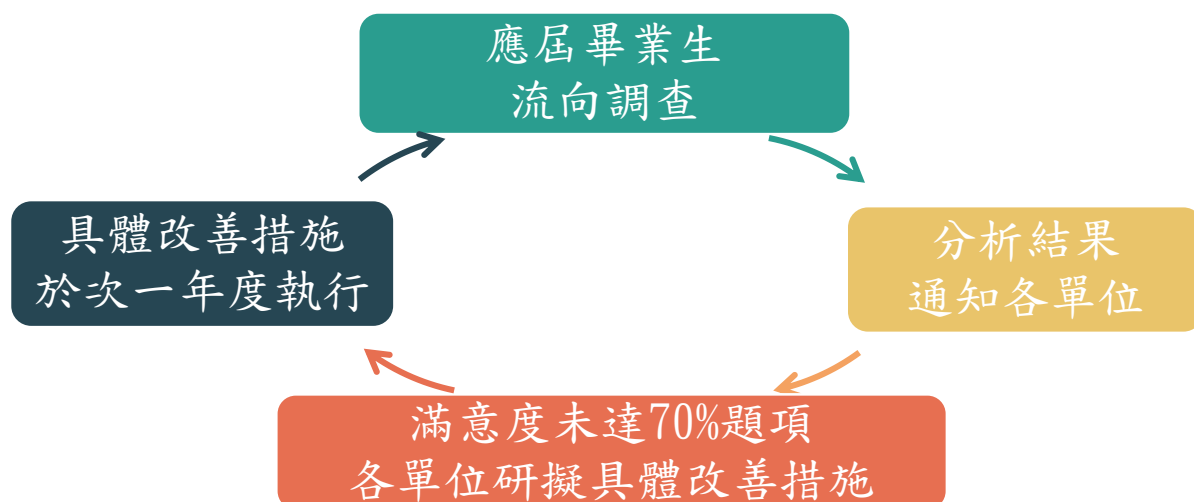 應屆畢業生
流向調查
分析結果
通知各單位
滿意度未達70%題項
各單位研擬具體改善措施
具體改善措施
於次一年度執行